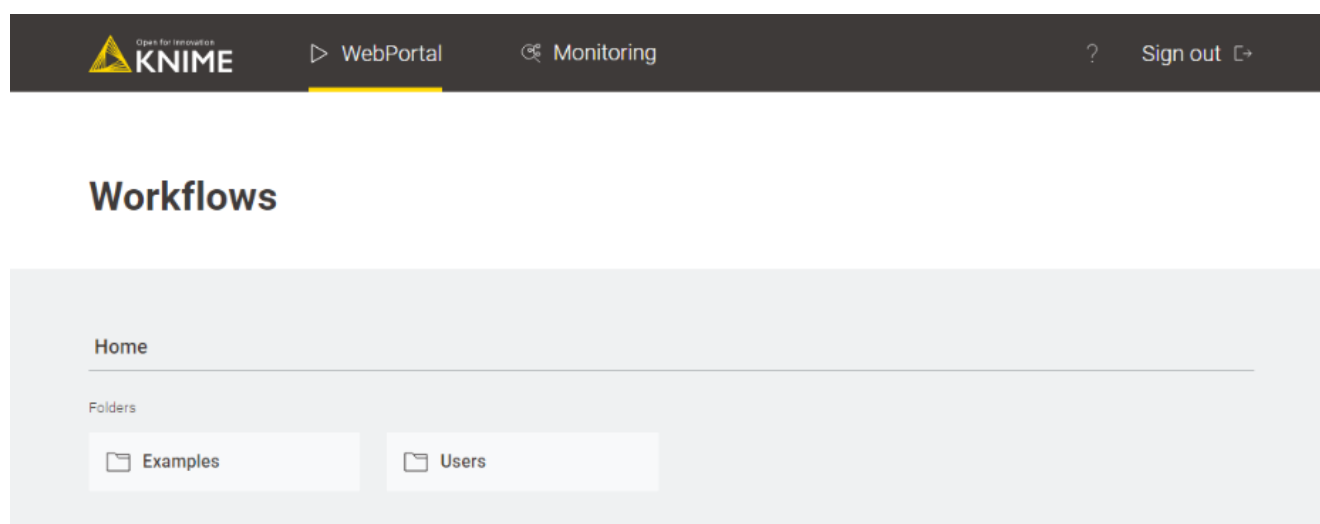 Open for Innovation
KNIME
WebPortal
Monitoring
?
Sign out
Workflows
Home
Folders
Examples
Users